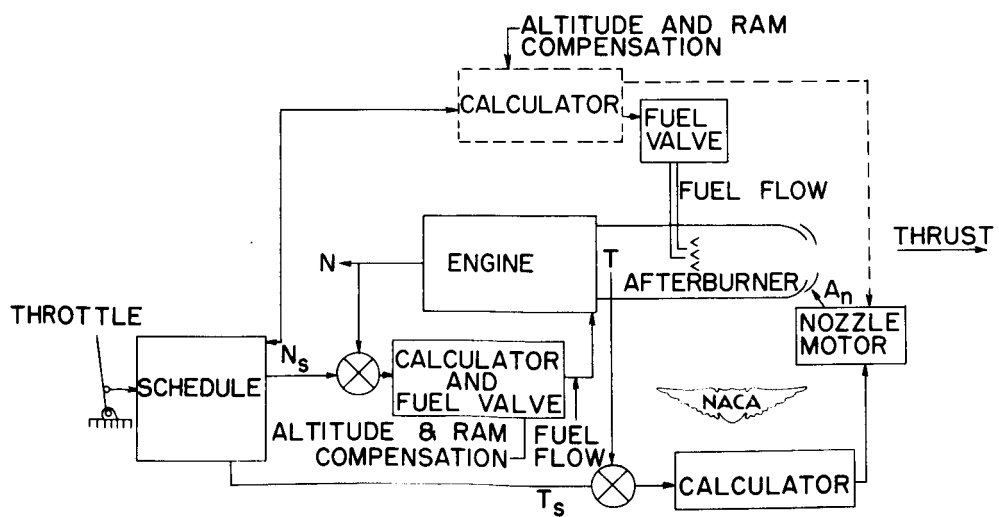 ALTITUDE AND RAM
COMPENSATION
CALCULATOR
FUEL
VALVE
FUEL FLOW
THRUST
N
ENGINE
T
AFTERBURNER
An
THROTTLE
NOZZLE
MOTOR
Ns
CALCULATOR
AND
FUEL VALVE
SCHEDULE
NACA
ALTITUDE & RAM
COMPENSATION
FUEL
FLOW
Ts
CALCULATOR